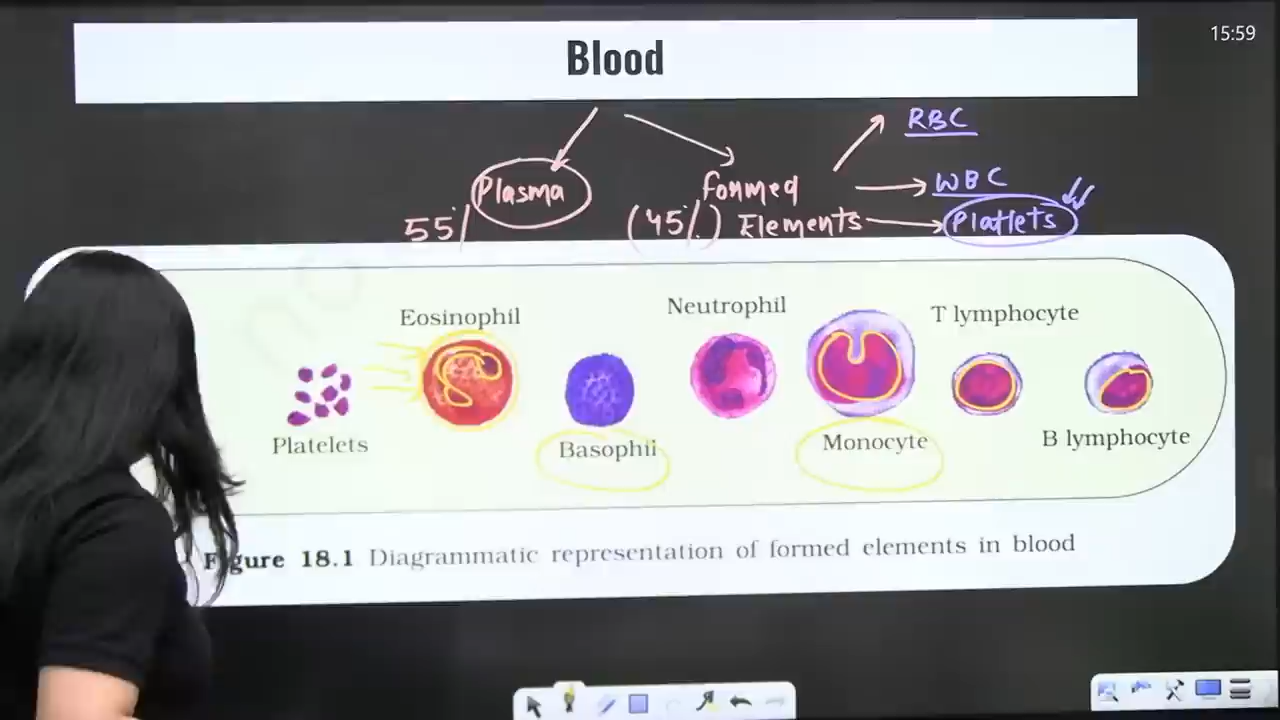 15:59
Blood
RBC
Plasma Formed WBC
55% (45%) Elements Platlets
Eosinophil Neutrophil T lymphocyte
Platelets Basophil Monocyte B lymphocyte
Figure 18.1 Diagrammatic representation of formed elements in blood